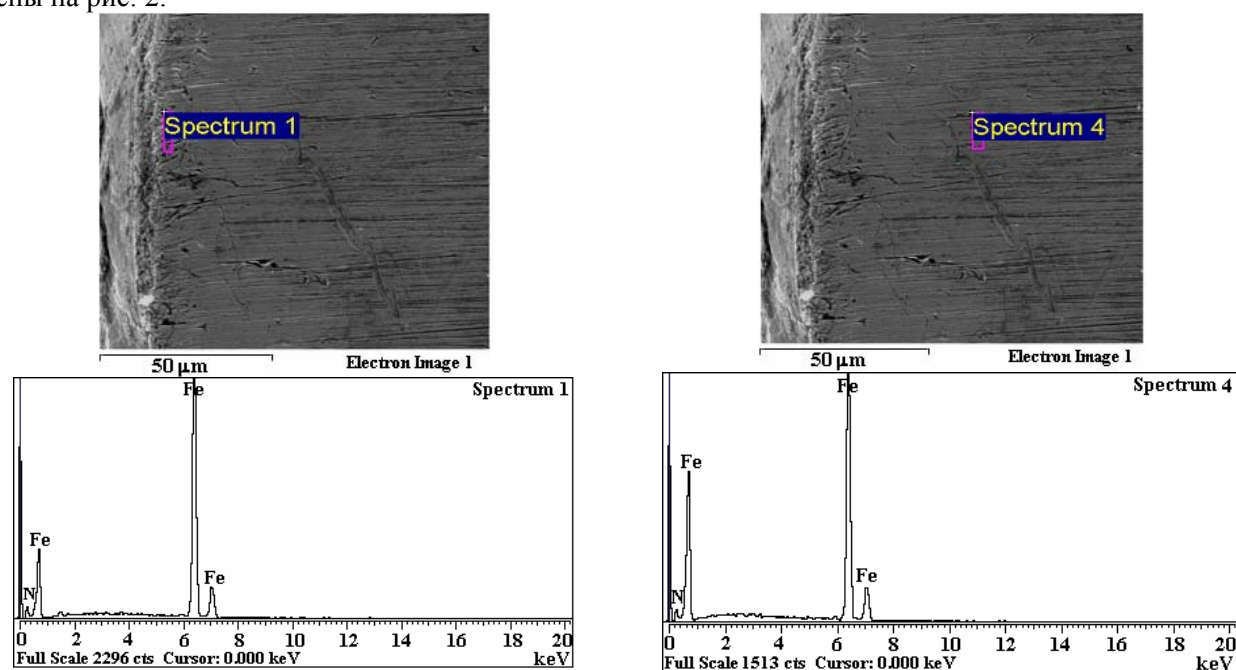 на рис. 2.
Spectrum 1
50 µm
Electron Image 1
Spectrum 4
50 µm
Electron Image 1
Spectrum 1
Fe
Fe
Fe
N
0 2 4 6 8 10 12 14 16 18 20
Full Scale 2296 cts Cursor: 0.000 keV
keV
Spectrum 4
Fe
Fe
Fe
N
0 2 4 6 8 10 12 14 16 18 20
Full Scale 1513 cts Cursor: 0.000 keV
keV